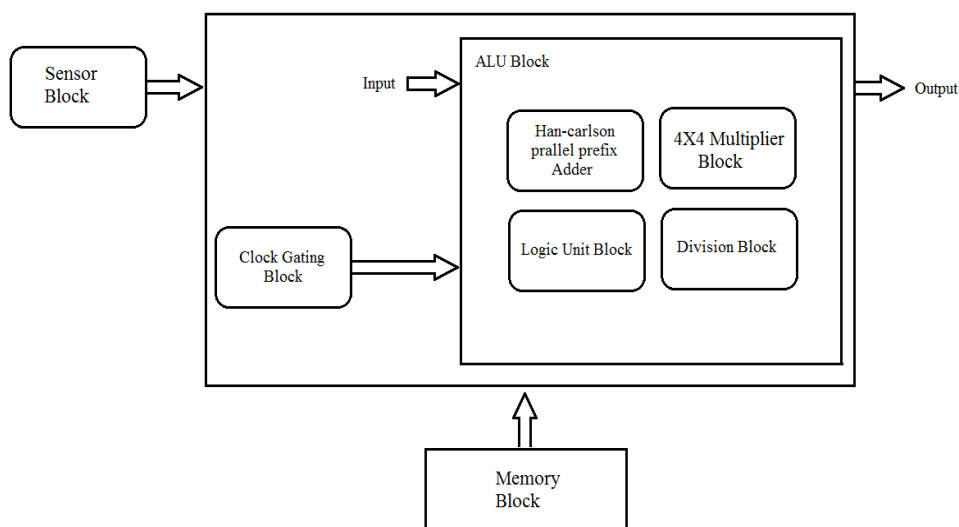 Sensor
Block
Input
ALU Block
Output
Han-carlson
prallel prefix
Adder
4X4 Multiplier
Block
Clock Gating
Block
Logic Unit Block
Division Block
Memory
Block